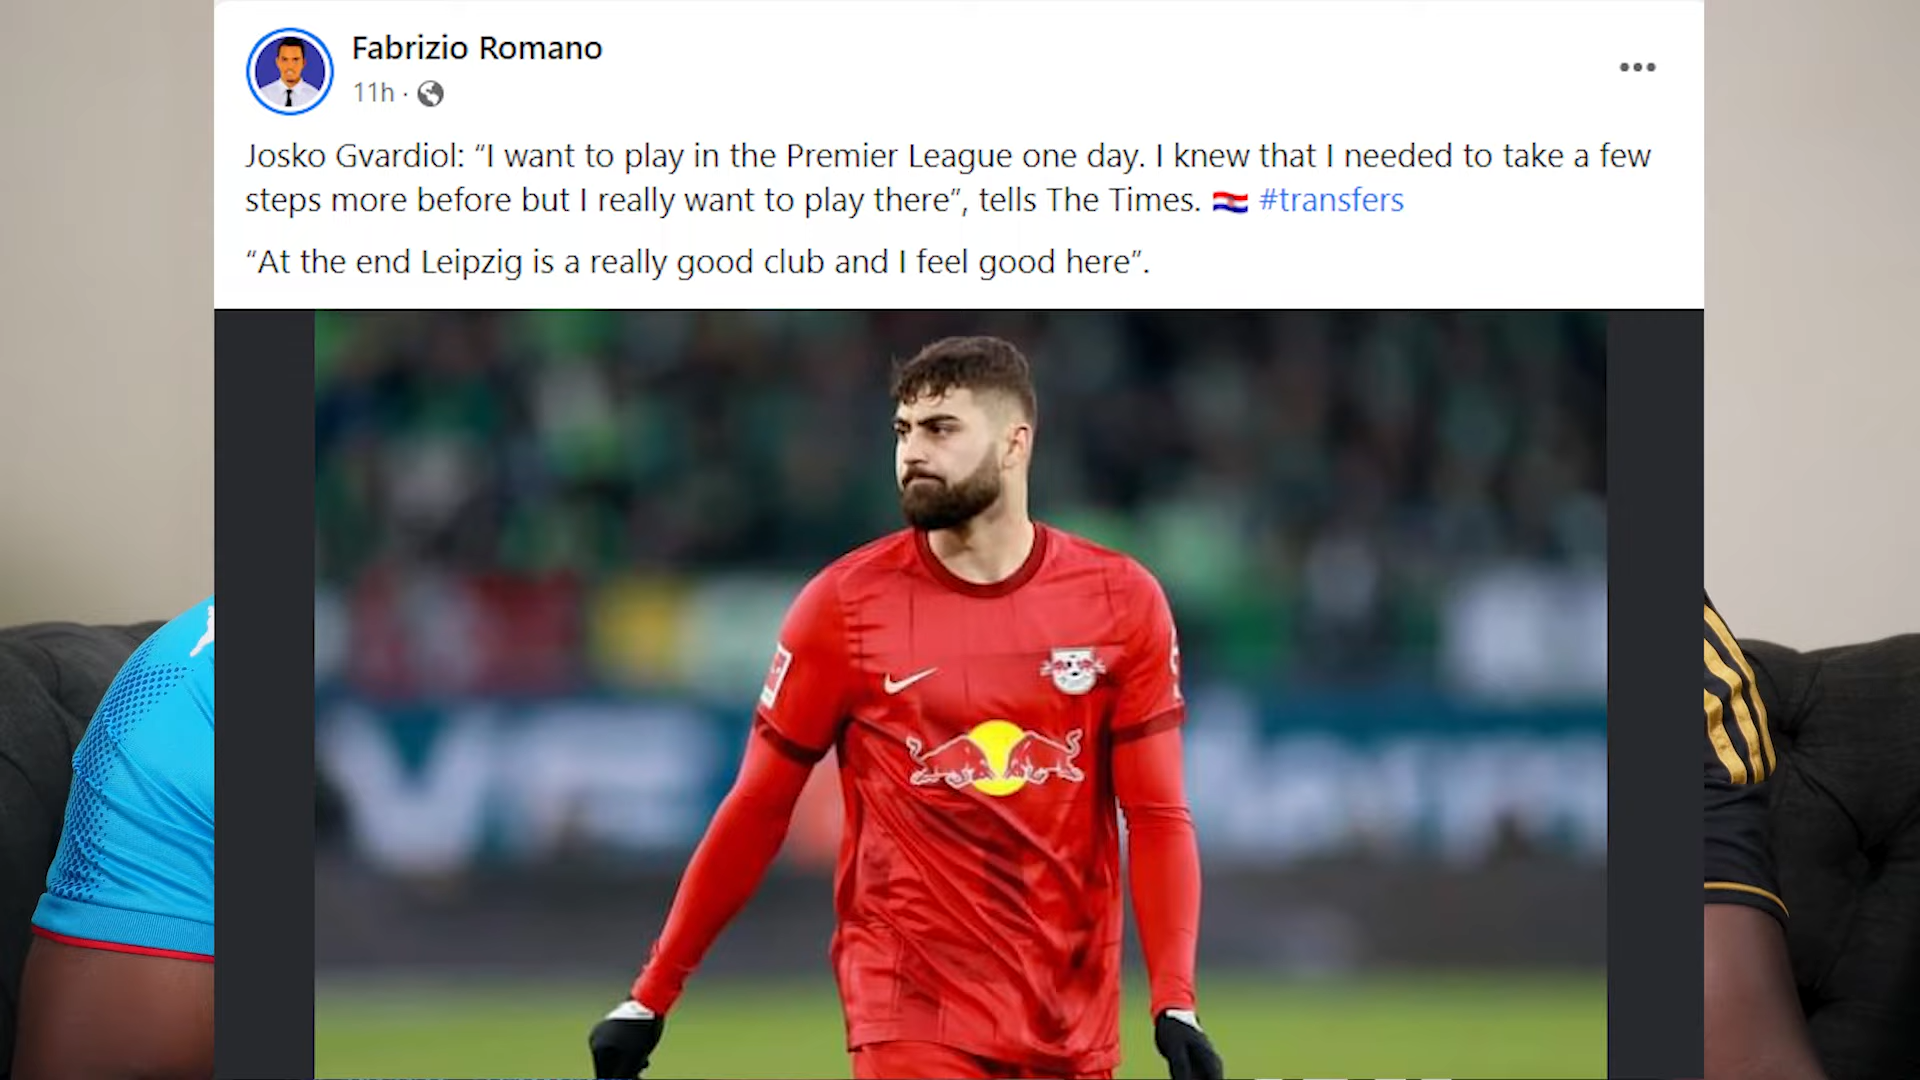 Fabrizio Romano
11h ·
Josko Gvardiol: “I want to play in the Premier League one day. I knew that I needed to take a few
steps more before but I really want to play there”, tells The Times. 🇭🇷 #transfers
“At the end Leipzig is a really good club and I feel good here”.